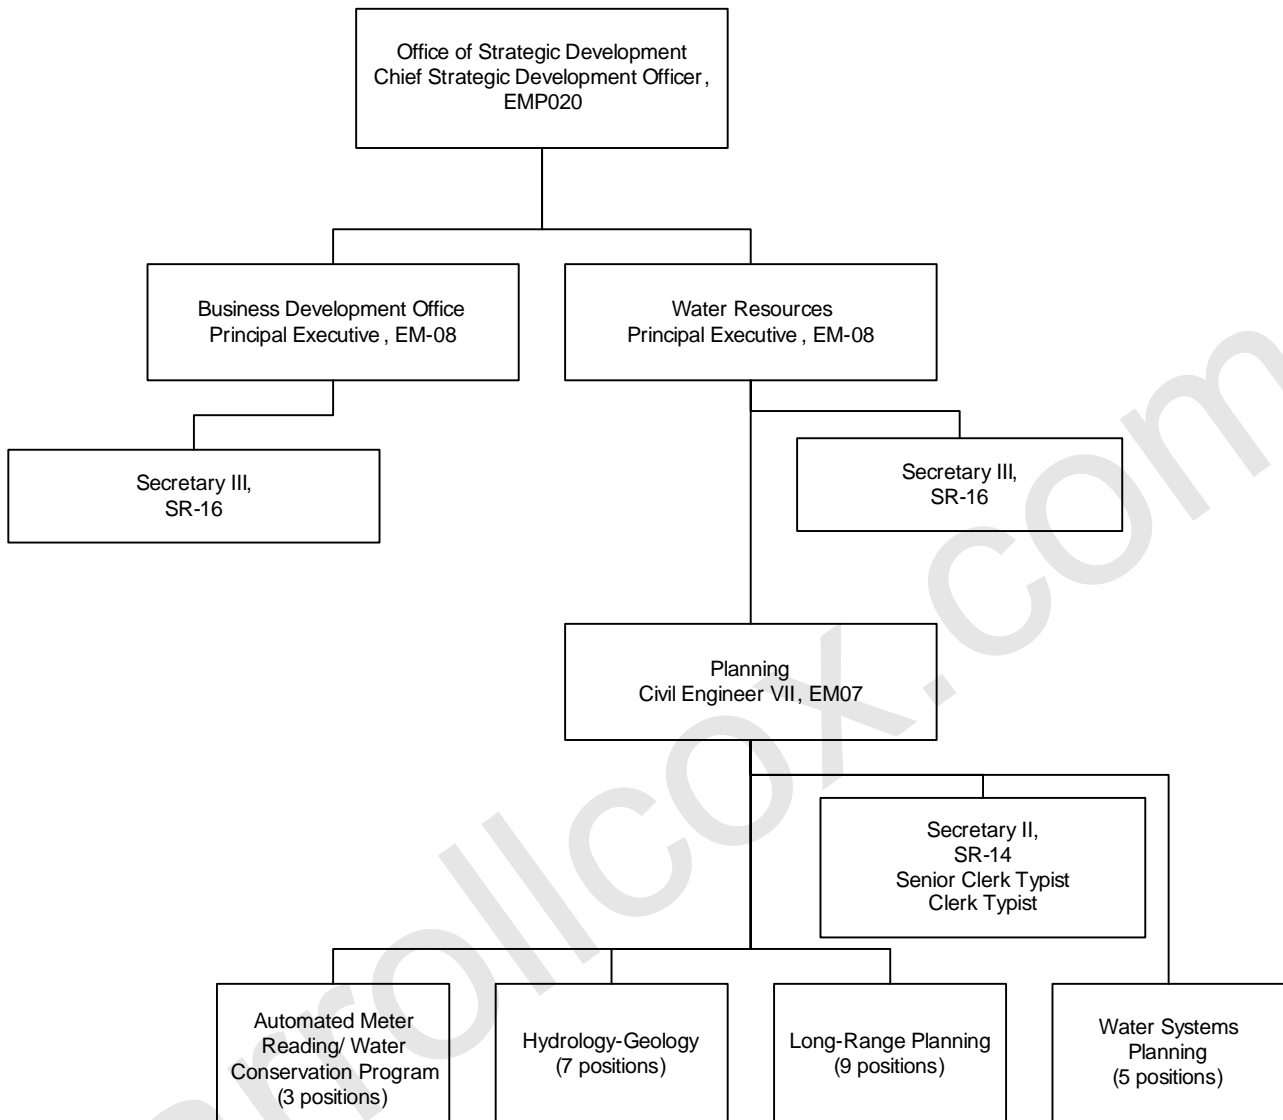 Office of Strategic Development
Chief Strategic Development Officer,
EMP020
Business Development Office
Principal Executive, EM-08
Water Resources
Principal Executive, EM-08
Secretary III,
SR-16
Secretary III,
SR-16
Planning
Civil Engineer VII, EM07
Secretary II,
SR-14
Senior Clerk Typist
Clerk Typist
Automated Meter
Reading/ Water
Conservation Program
(3 positions)
Hydrology-Geology
(7 positions)
Long-Range Planning
(9 positions)
Water Systems
Planning
(5 positions)
arrollcox.com